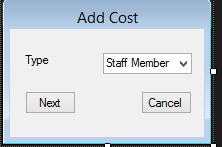 Add Cost
Type Staff Member
Next Cancel